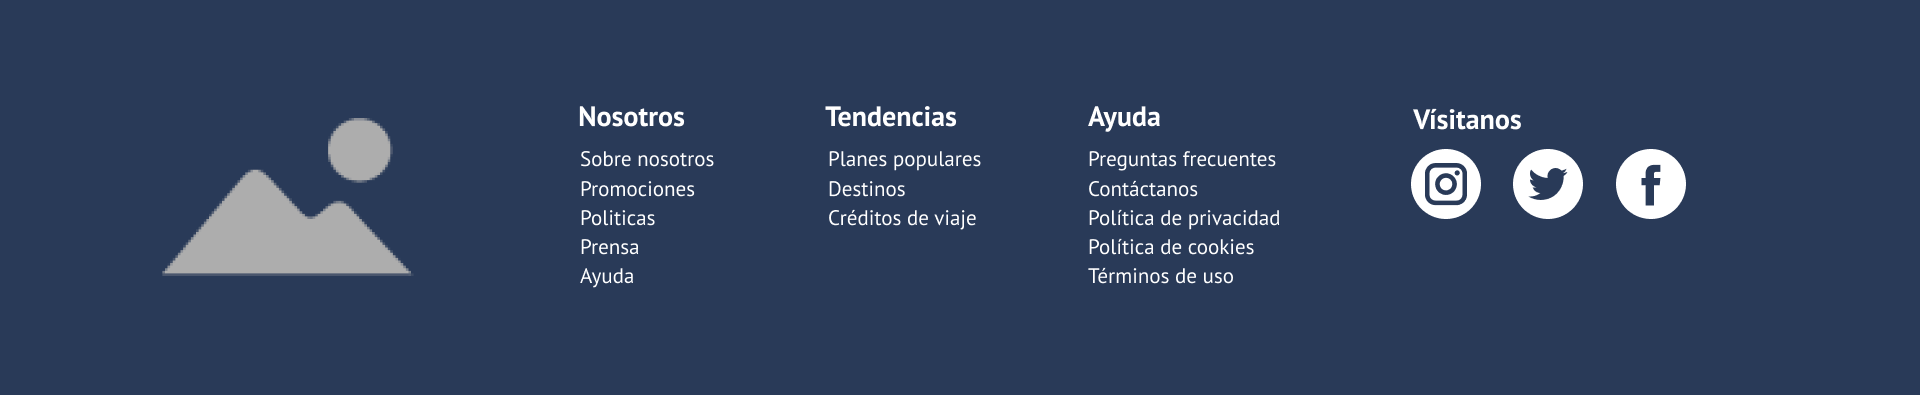 Nosotros
Sobre nosotros
Promociones
Politicas
Prensa
Ayuda
Tendencias
Planes populares
Destinos
Créditos de viaje
Ayuda
Preguntas frecuentes
Contáctanos
Política de privacidad
Política de cookies
Términos de uso
Vísitanos